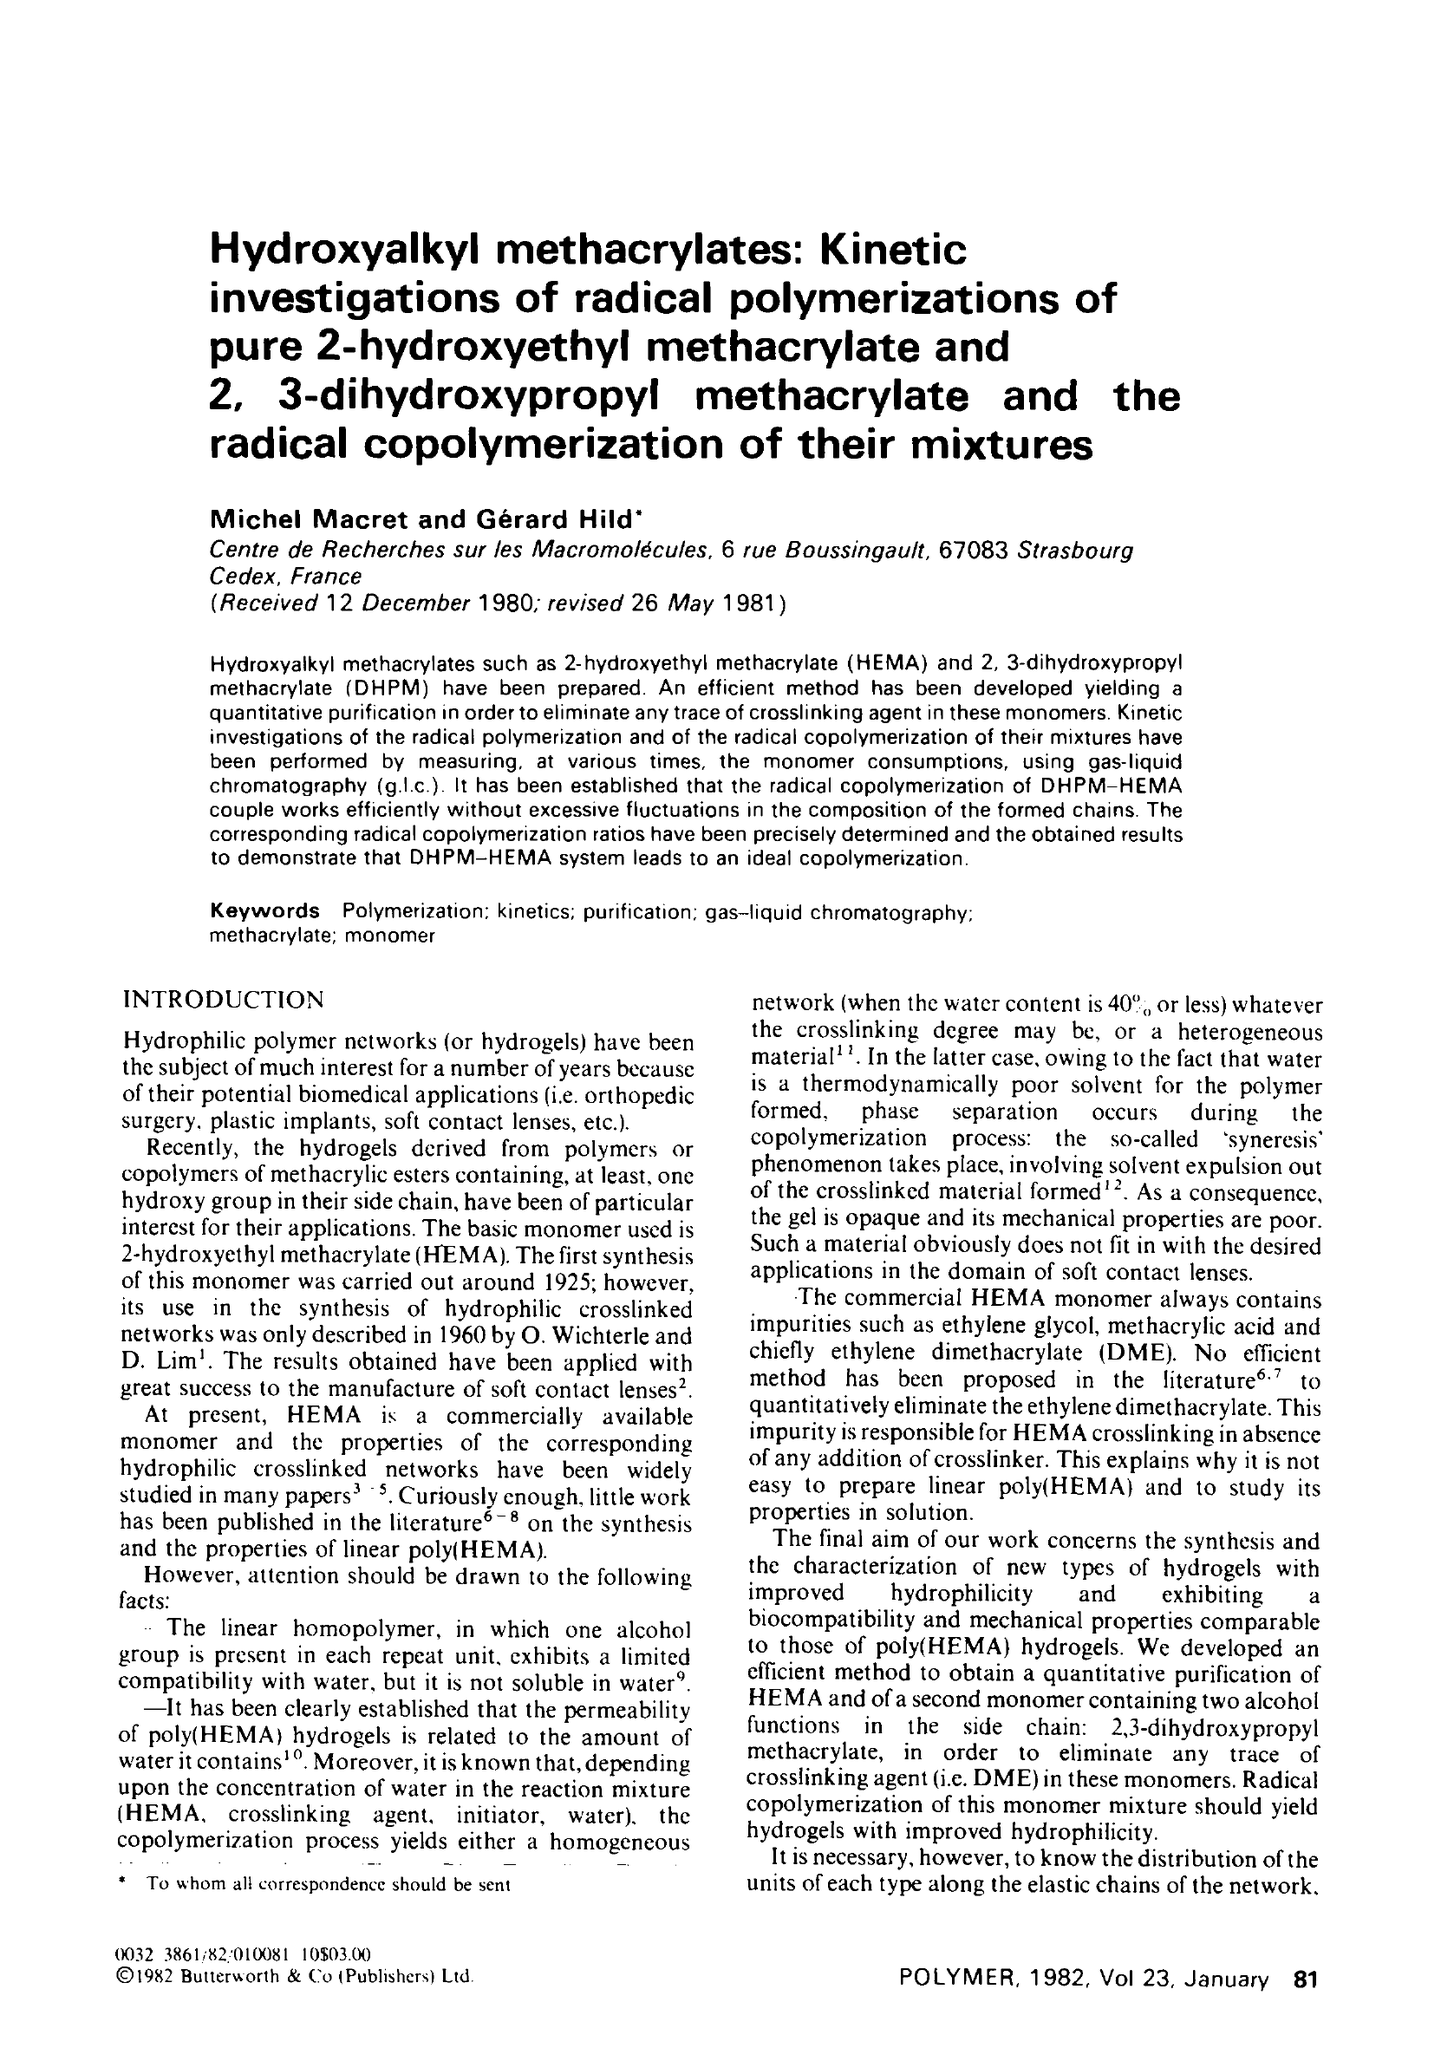 Hydroxyalkyl methacrylates: Kinetic
investigations of radical polymerizations of
pure 2-hydroxyethyl methacrylate and
2, 3-dihydroxypropyl methacrylate and the
radical copolymerization of their mixtures
Michel Macret and Gérard Hild*
Centre de Recherches sur les Macromolécules, 6 rue Boussingault, 67083 Strasbourg
Cedex, France
(Received 12 December 1980; revised 26 May 1981)
Hydroxyalkyl methacrylates such as 2-hydroxyethyl methacrylate (HEMA) and 2, 3-dihydroxypropyl
methacrylate (DHPM) have been prepared. An efficient method has been developed yielding a
quantitative purification in order to eliminate any trace of crosslinking agent in these monomers. Kinetic
investigations of the radical polymerization and of the radical copolymerization of their mixtures have
been performed by measuring, at various times, the monomer consumptions, using gas-liquid
chromatography (g.l.c.). It has been established that the radical copolymerization of DHPM–HEMA
couple works efficiently without excessive fluctuations in the composition of the formed chains. The
corresponding radical copolymerization ratios have been precisely determined and the obtained results
to demonstrate that DHPM–HEMA system leads to an ideal copolymerization.
Keywords Polymerization; kinetics; purification; gas–liquid chromatography;
methacrylate; monomer
INTRODUCTION
Hydrophilic polymer networks (or hydrogels) have been
the subject of much interest for a number of years because
of their potential biomedical applications (i.e. orthopedic
surgery, plastic implants, soft contact lenses, etc.).
Recently, the hydrogels derived from polymers or
copolymers of methacrylic esters containing, at least, one
hydroxy group in their side chain, have been of particular
interest for their applications. The basic monomer used is
2-hydroxyethyl methacrylate (HEMA). The first synthesis
of this monomer was carried out around 1925; however,
its use in the synthesis of hydrophilic crosslinked
networks was only described in 1960 by O. Wichterle and
D. Lim¹. The results obtained have been applied with
great success to the manufacture of soft contact lenses².
At present, HEMA is a commercially available
monomer and the properties of the corresponding
hydrophilic crosslinked networks have been widely
studied in many papers³⁻⁵. Curiously enough, little work
has been published in the literature⁶⁻⁸ on the synthesis
and the properties of linear poly(HEMA).
However, attention should be drawn to the following
facts:
The linear homopolymer, in which one alcohol
group is present in each repeat unit, exhibits a limited
compatibility with water, but it is not soluble in water⁹.
—It has been clearly established that the permeability
of poly(HEMA) hydrogels is related to the amount of
water it contains¹⁰. Moreover, it is known that, depending
upon the concentration of water in the reaction mixture
(HEMA, crosslinking agent, initiator, water), the
copolymerization process yields either a homogeneous
* To whom all correspondence should be sent
network (when the water content is 40% or less) whatever
the crosslinking degree may be, or a heterogeneous
material¹¹. In the latter case, owing to the fact that water
is a thermodynamically poor solvent for the polymer
formed, phase separation occurs during the
copolymerization process: the so-called 'syneresis'
phenomenon takes place, involving solvent expulsion out
of the crosslinked material formed¹². As a consequence,
the gel is opaque and its mechanical properties are poor.
Such a material obviously does not fit in with the desired
applications in the domain of soft contact lenses.
The commercial HEMA monomer always contains
impurities such as ethylene glycol, methacrylic acid and
chiefly ethylene dimethacrylate (DME). No efficient
method has been proposed in the literature⁶,⁷ to
quantitatively eliminate the ethylene dimethacrylate. This
impurity is responsible for HEMA crosslinking in absence
of any addition of crosslinker. This explains why it is not
easy to prepare linear poly(HEMA) and to study its
properties in solution.
The final aim of our work concerns the synthesis and
the characterization of new types of hydrogels with
improved hydrophilicity and exhibiting a
biocompatibility and mechanical properties comparable
to those of poly(HEMA) hydrogels. We developed an
efficient method to obtain a quantitative purification of
HEMA and of a second monomer containing two alcohol
functions in the side chain: 2,3-dihydroxypropyl
methacrylate, in order to eliminate any trace of
crosslinking agent (i.e. DME) in these monomers. Radical
copolymerization of this monomer mixture should yield
hydrogels with improved hydrophilicity.
It is necessary, however, to know the distribution of the
units of each type along the elastic chains of the network,
0032 3861/82/010081 10$03.00
©1982 Butterworth & Co (Publishers) Ltd.
POLYMER, 1982, Vol 23, January 81